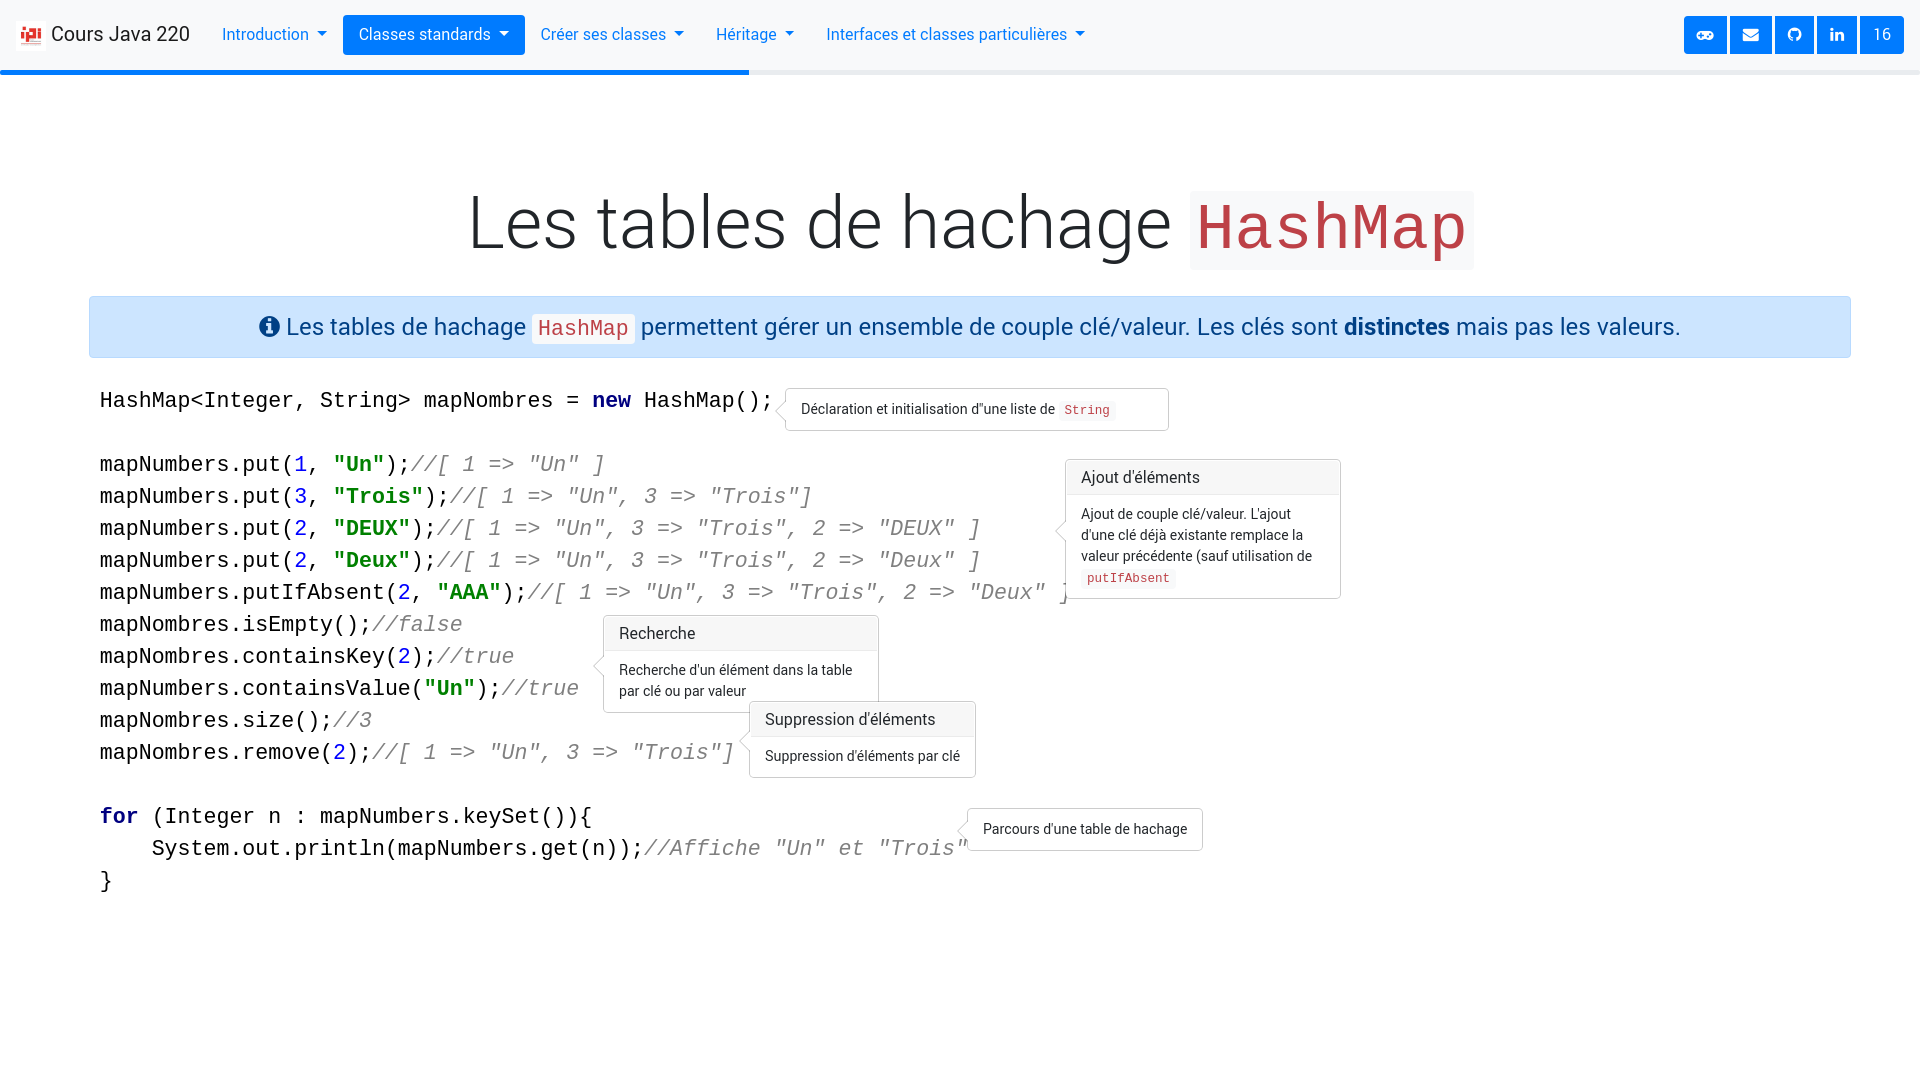 Cours Java 220 Introduction Classes standards Créer ses classes Héritage Interfaces et classes particulières 16
Les tables de hachage HashMap
Les tables de hachage HashMap permettent gérer un ensemble de couple clé/valeur. Les clés sont distinctes mais pas les valeurs.
HashMap<Integer, String> mapNombres = new HashMap();
Déclaration et initialisation d"une liste de String
mapNumbers.put(1, "Un");//[ 1 => "Un" ]
mapNumbers.put(3, "Trois");//[ 1 => "Un", 3 => "Trois"]
mapNumbers.put(2, "DEUX");//[ 1 => "Un", 3 => "Trois", 2 => "DEUX" ]
mapNumbers.put(2, "Deux");//[ 1 => "Un", 3 => "Trois", 2 => "Deux" ]
mapNumbers.putIfAbsent(2, "AAA");//[ 1 => "Un", 3 => "Trois", 2 => "Deux" ]
Ajout d'éléments
Ajout de couple clé/valeur. L'ajout
d'une clé déjà existante remplace la
valeur précédente (sauf utilisation de
putIfAbsent
mapNombres.isEmpty();//false
mapNombres.containsKey(2);//true
mapNombres.containsValue("Un");//true
Recherche
Recherche d'un élément dans la table
par clé ou par valeur
mapNombres.size();//3
mapNombres.remove(2);//[ 1 => "Un", 3 => "Trois"]
Suppression d'éléments
Suppression d'éléments par clé
for (Integer n : mapNumbers.keySet()){
System.out.println(mapNumbers.get(n));//Affiche "Un" et "Trois"
}
Parcours d'une table de hachage